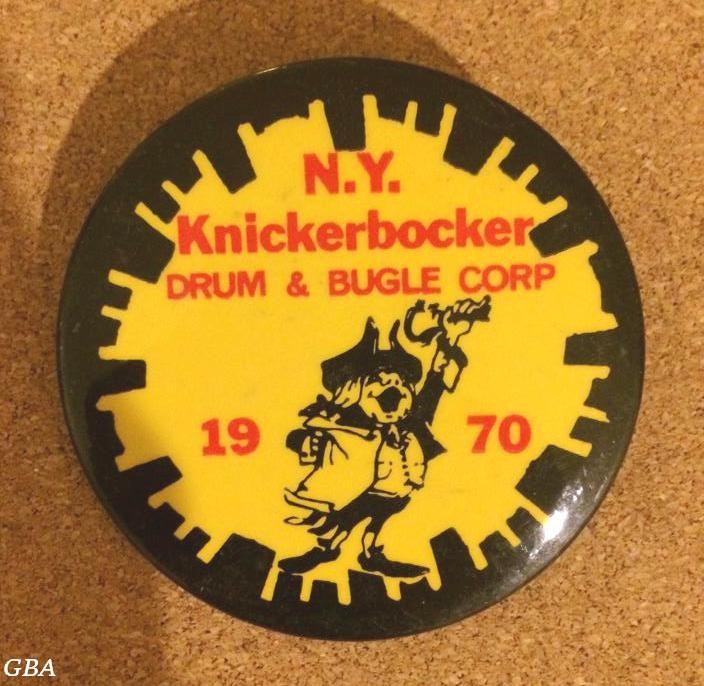 N.Y.
Knickerbocker
DRUM & BUGLE CORP
19 70
GBA